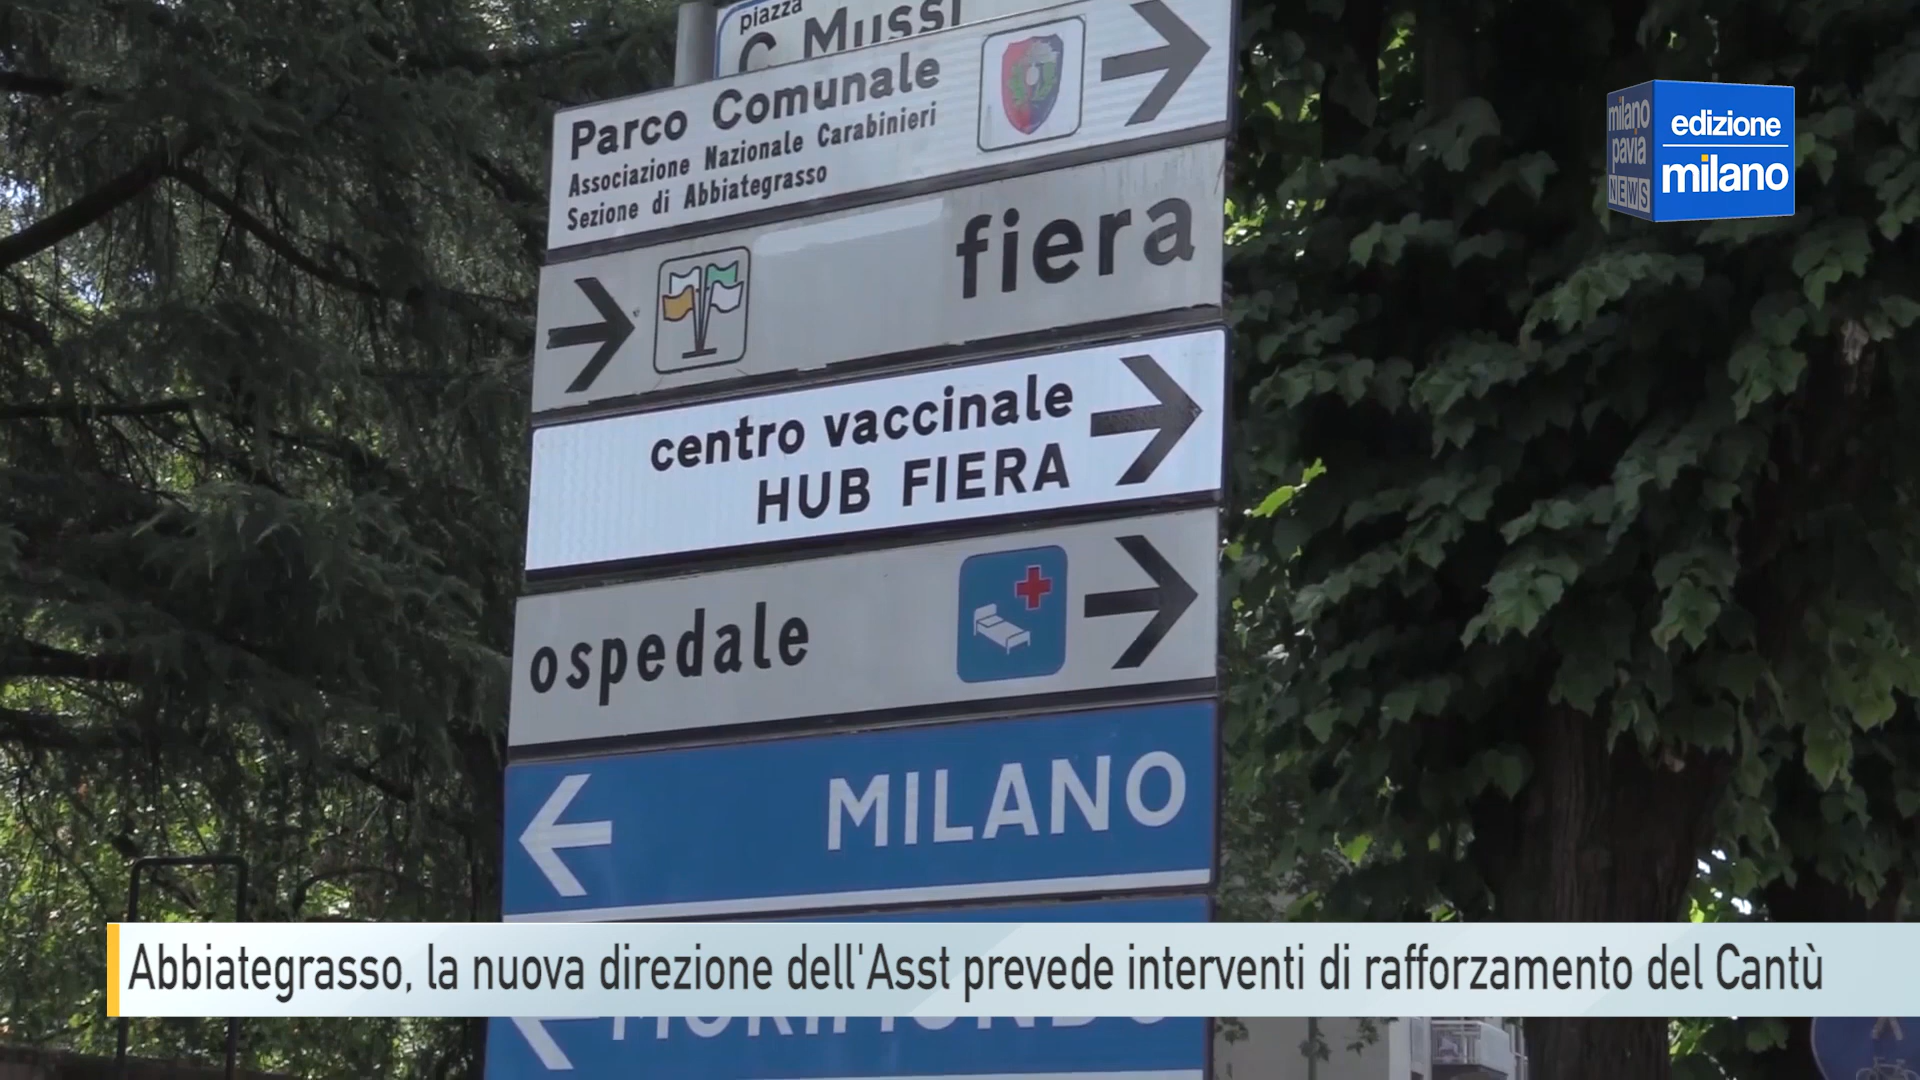 piazza
C. Mussi
Parco Comunale
Associazione Nazionale Carabinieri
Sezione di Abbiategrasso
fiera
centro vaccinale
HUB FIERA
ospedale
MILANO
MORIMONDO
milano
pavia
NEWS
edizione
milano
Abbiategrasso, la nuova direzione dell'Asst prevede interventi di rafforzamento del Cantù